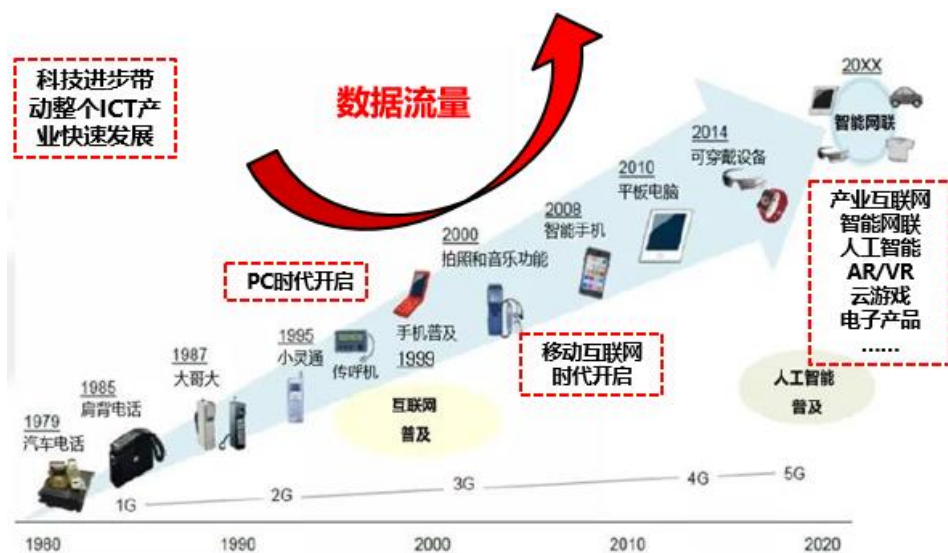 科技进步带
动整个ICT产
业快速发展
数据流量
20XX
智能网联
2014
可穿戴设备
2010
平板电脑
2008
智能手机
2000
拍照和音乐功能
产业互联网
智能网联
人工智能
AR/VR
云游戏
电子产品
......
PC时代开启
手机普及
1999
移动互联网
时代开启
1995
小灵通
传呼机
1987
大哥大
1985
肩背电话
1979
汽车电话
互联网
普及
人工智能
普及
1G
2G
3G
4G
5G
1980
1990
2000
2010
2020